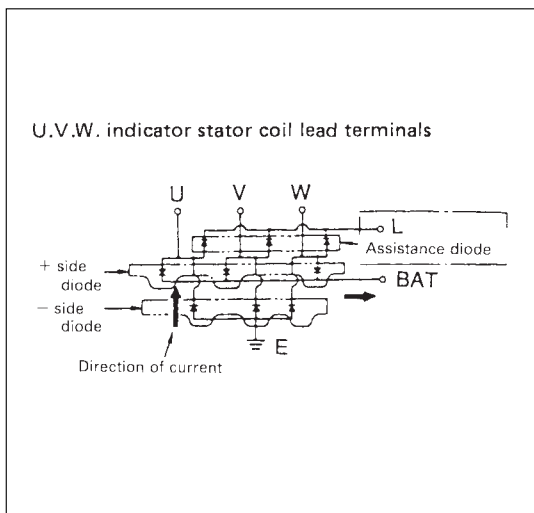 U.V.W. indicator stator coil lead terminals
U V W
L
Assistance diode
+ side
diode
BAT
− side
diode
E
Direction of current